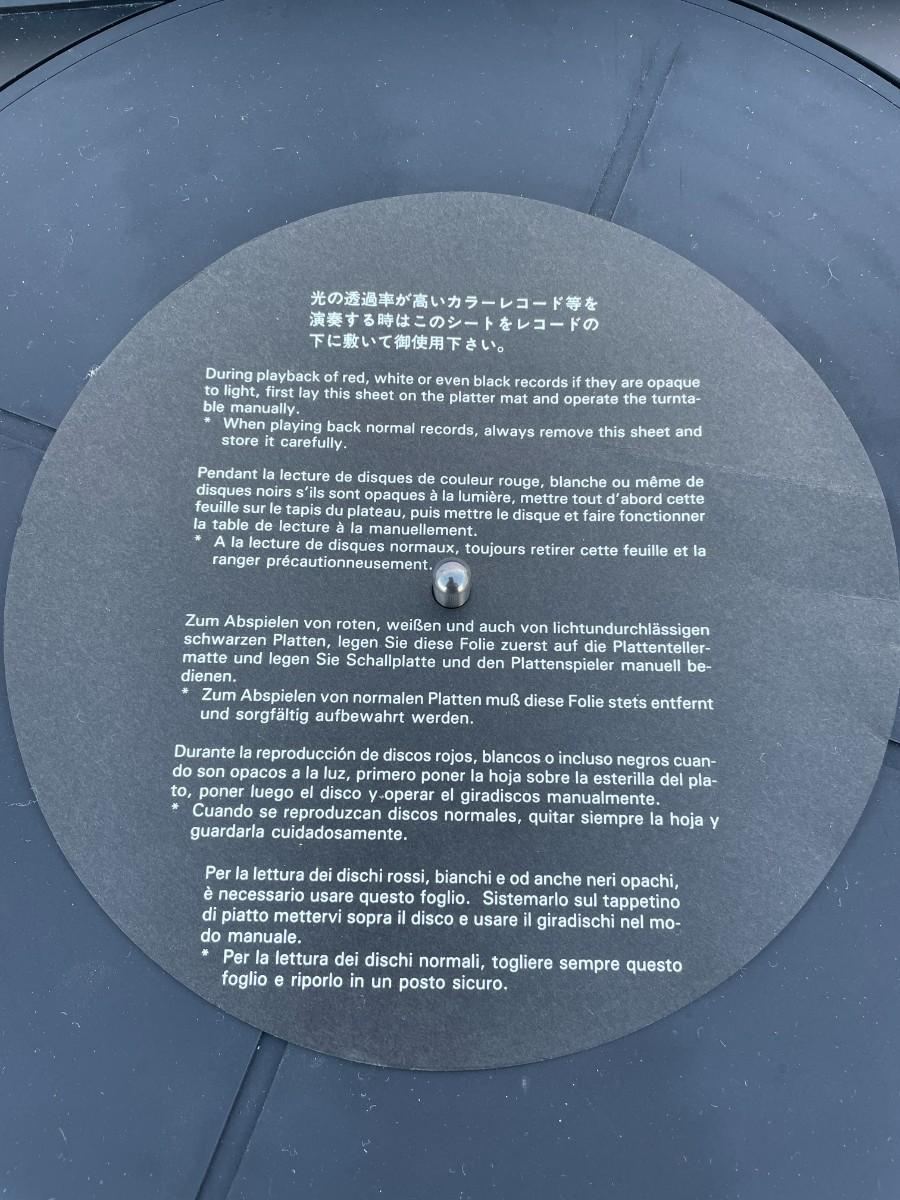 光の透過率が高いカラーレコード等を
演奏する時はこのシートをレコードの
下に敷いて御使用下さい。
During playback of red, white or even black records if they are opaque
to light, first lay this sheet on the platter mat and operate the turnta-
ble manually.
* When playing back normal records, always remove this sheet and
store it carefully.
Pendant la lecture de disques de couleur rouge, blanche ou même de
disques noirs s'ils sont opaques à la lumière, mettre tout d'abord cette
feuille sur le tapis du plateau, puis mettre le disque et faire fonctionner
la table de lecture à la manuellement.
* A la lecture de disques normaux, toujours retirer cette feuille et la
ranger précautionneusement.
Zum Abspielen von roten, weißen und auch von lichtundurchlässigen
schwarzen Platten, legen Sie diese Folie zuerst auf die Plattenteller-
matte und legen Sie Schallplatte und den Plattenspieler manuell be-
dienen.
* Zum Abspielen von normalen Platten muß diese Folie stets entfernt
und sorgfältig aufbewahrt werden.
Durante la reproducción de discos rojos, blancos o incluso negros cuan-
do son opacos a la luz, primero poner la hoja sobre la esterilla del pla-
to, poner luego el disco y operar el giradiscos manualmente.
* Cuando se reproduzcan discos normales, quitar siempre la hoja y
guardarla cuidadosamente.
Per la lettura dei dischi rossi, bianchi e od anche neri opachi,
è necessario usare questo foglio. Sistemarlo sul tappetino
di piatto mettervi sopra il disco e usare il giradischi nel mo-
do manuale.
* Per la lettura dei dischi normali, togliere sempre questo
foglio e riporlo in un posto sicuro.